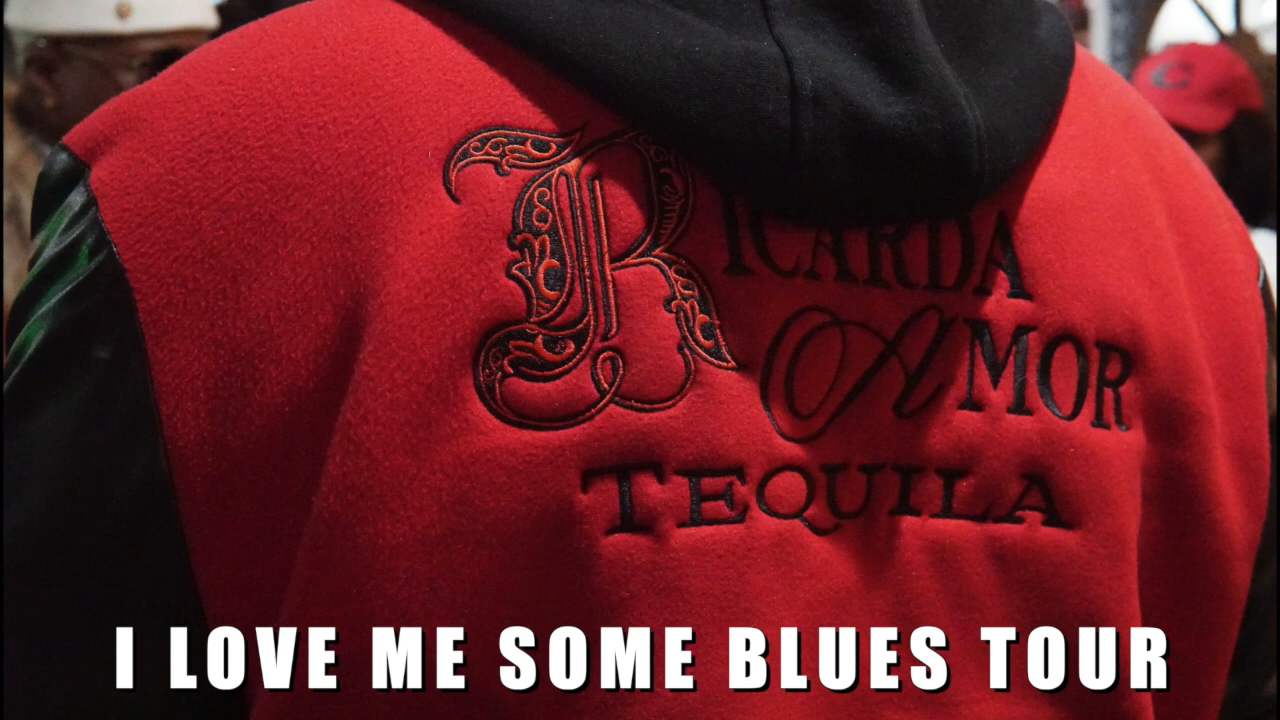 C
RICARDA
AMOR
TEQUILA
I LOVE ME SOME BLUES TOUR